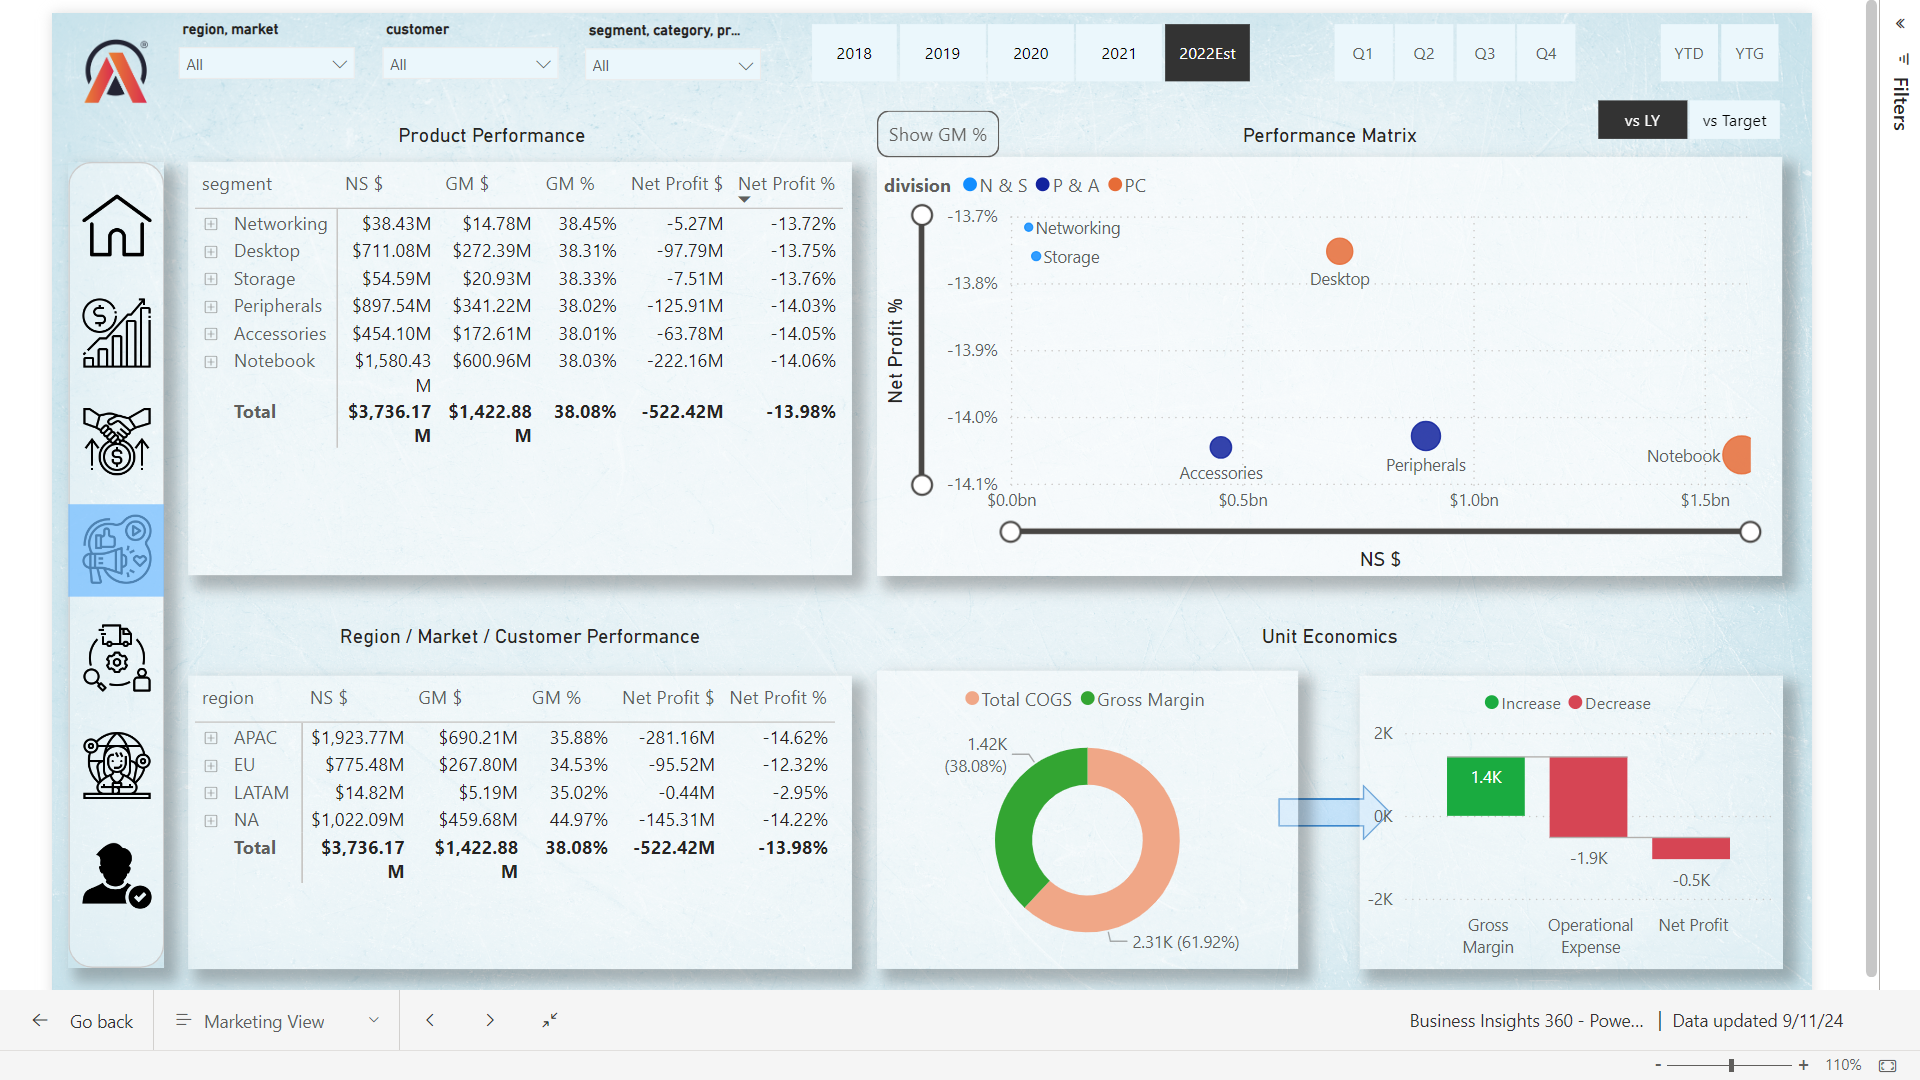 region, market
All
customer
All
segment, category, pr...
All
2018 2019 2020 2021 2022Est
Q1 Q2 Q3 Q4
YTD YTG
vs LY vs Target
Filters
Product Performance
segment NS $ GM $ GM % Net Profit $ Net Profit %
Networking $38.43M $14.78M 38.45% -5.27M -13.72%
Desktop $711.08M $272.39M 38.31% -97.79M -13.75%
Storage $54.59M $20.93M 38.33% -7.51M -13.76%
Peripherals $897.54M $341.22M 38.02% -125.91M -14.03%
Accessories $454.10M $172.61M 38.01% -63.78M -14.05%
Notebook $1,580.43 $600.96M 38.03% -222.16M -14.06%
M
Total $3,736.17 $1,422.88 38.08% -522.42M -13.98%
M M
Show GM %
Performance Matrix
division N & S P & A PC
Net Profit %
-13.7%
-13.8%
-13.9%
-14.0%
-14.1%
Networking
Storage
Desktop
Accessories
Peripherals
Notebook
$0.0bn $0.5bn $1.0bn $1.5bn
NS $
Region / Market / Customer Performance
region NS $ GM $ GM % Net Profit $ Net Profit %
APAC $1,923.77M $690.21M 35.88% -281.16M -14.62%
EU $775.48M $267.80M 34.53% -95.52M -12.32%
LATAM $14.82M $5.19M 35.02% -0.44M -2.95%
NA $1,022.09M $459.68M 44.97% -145.31M -14.22%
Total $3,736.17 $1,422.88 38.08% -522.42M -13.98%
M M
Unit Economics
Total COGS Gross Margin
1.42K
(38.08%)
2.31K (61.92%)
Increase Decrease
2K
0K
-2K
1.4K
-1.9K
-0.5K
Gross
Margin
Operational
Expense
Net Profit
Go back
Marketing View
Business Insights 360 - Powe... | Data updated 9/11/24
- + 110%